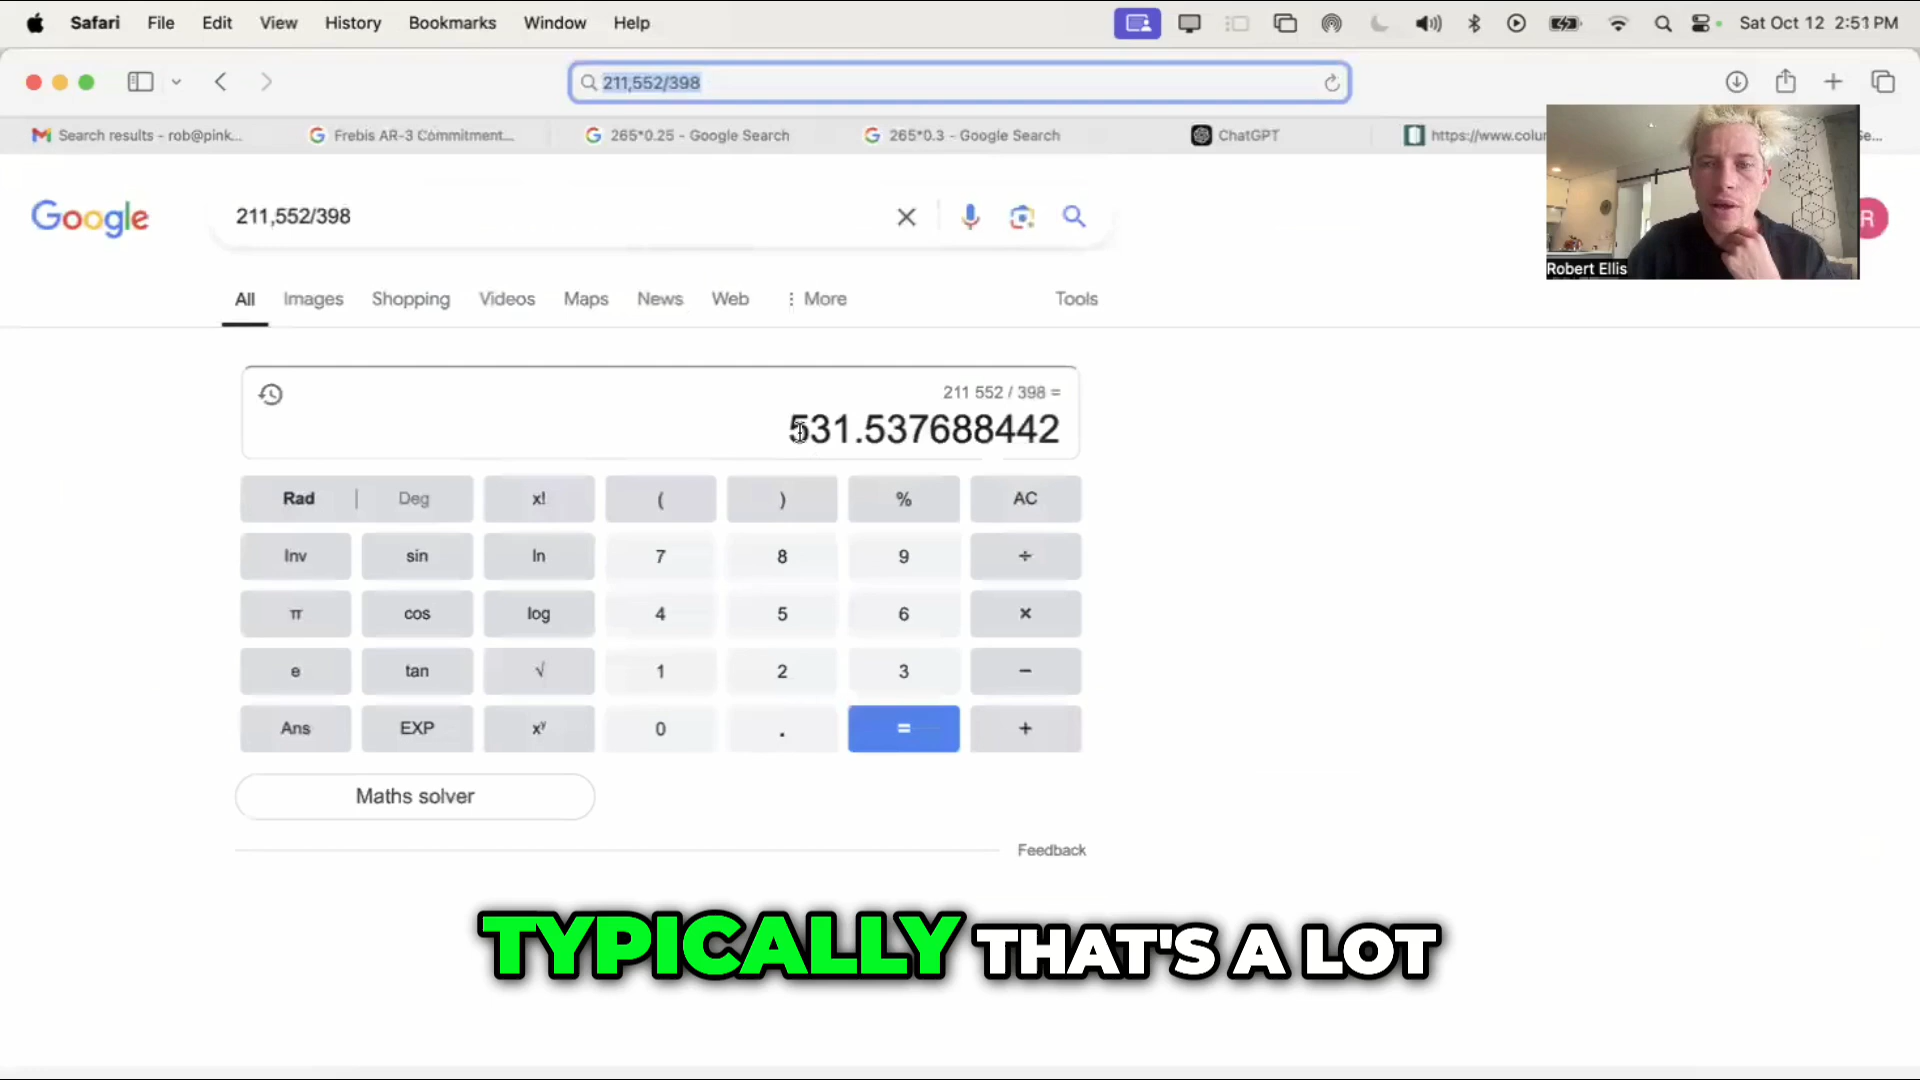 Safari File Edit View History Bookmarks Window Help Sat Oct 12 2:51 PM
211,552/398
Search results - rob@pink... Frebis AR-3 Commitment... 265*0.25 - Google Search 265*0.3 - Google Search ChatGPT https://www.colu
Google 211,552/398 R
Robert Ellis
All Images Shopping Videos Maps News Web More Tools
211 552 / 398 =
531.537688442
Rad | Deg x! ( ) % AC
Inv sin ln 7 8 9 ÷
π cos log 4 5 6 ×
e tan √ 1 2 3 −
Ans EXP xʸ 0 . = +
Maths solver
Feedback
TYPICALLY THAT'S A LOT